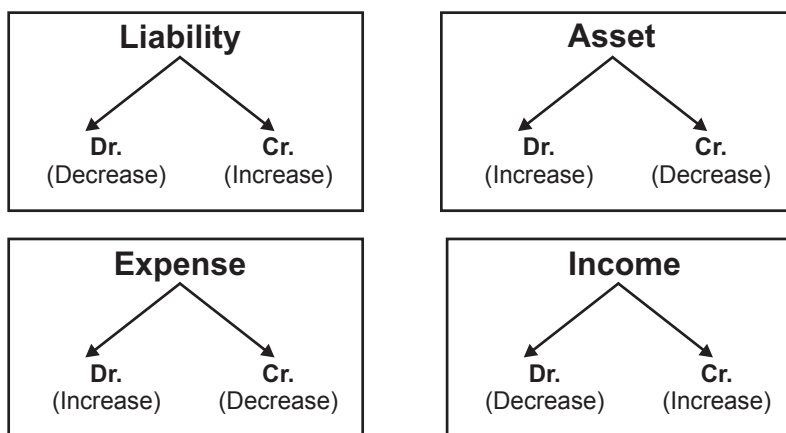 Liability
Dr. Cr.
(Decrease) (Increase)
Asset
Dr. Cr.
(Increase) (Decrease)
Expense
Dr. Cr.
(Increase) (Decrease)
Income
Dr. Cr.
(Decrease) (Increase)